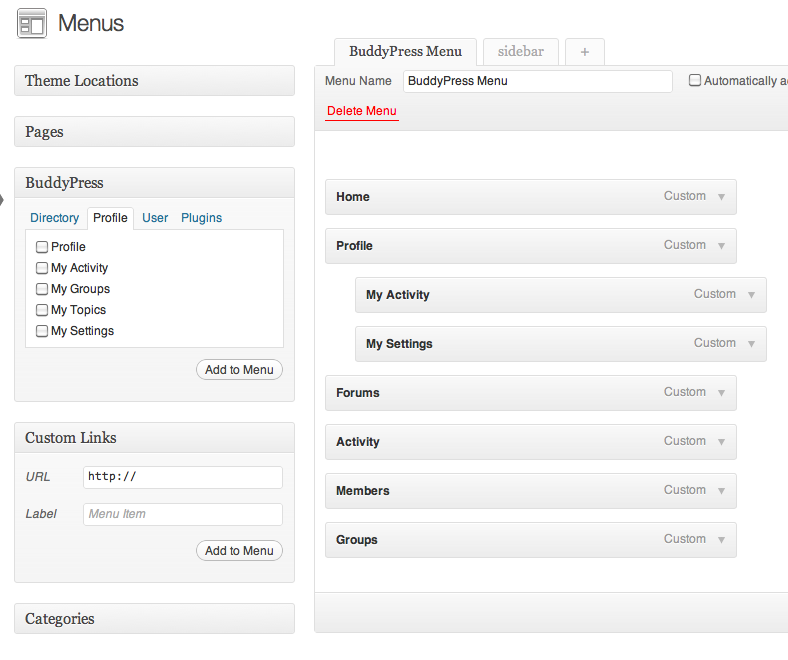 Menus
Theme Locations
Pages
BuddyPress
Directory Profile User Plugins
Profile
My Activity
My Groups
My Topics
My Settings
Add to Menu
Custom Links
URL http://
Label Menu Item
Add to Menu
Categories
BuddyPress Menu sidebar +
Menu Name BuddyPress Menu Automatically
Delete Menu
Home Custom
Profile Custom
My Activity Custom
My Settings Custom
Forums Custom
Activity Custom
Members Custom
Groups Custom